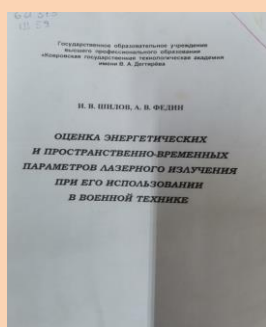 Государственное образовательное учреждение
высшего профессионального образования
«Ковровская государственная технологическая академия
имени В. А. Дегтярёва
И. В. ШИЛОВ, А. В. ФЕДИН
ОЦЕНКА ЭНЕРГЕТИЧЕСКИХ
И ПРОСТРАНСТВЕННО-ВРЕМЕННЫХ
ПАРАМЕТРОВ ЛАЗЕРНОГО ИЗЛУЧЕНИЯ
ПРИ ЕГО ИСПОЛЬЗОВАНИИ
В ВОЕННОЙ ТЕХНИКЕ